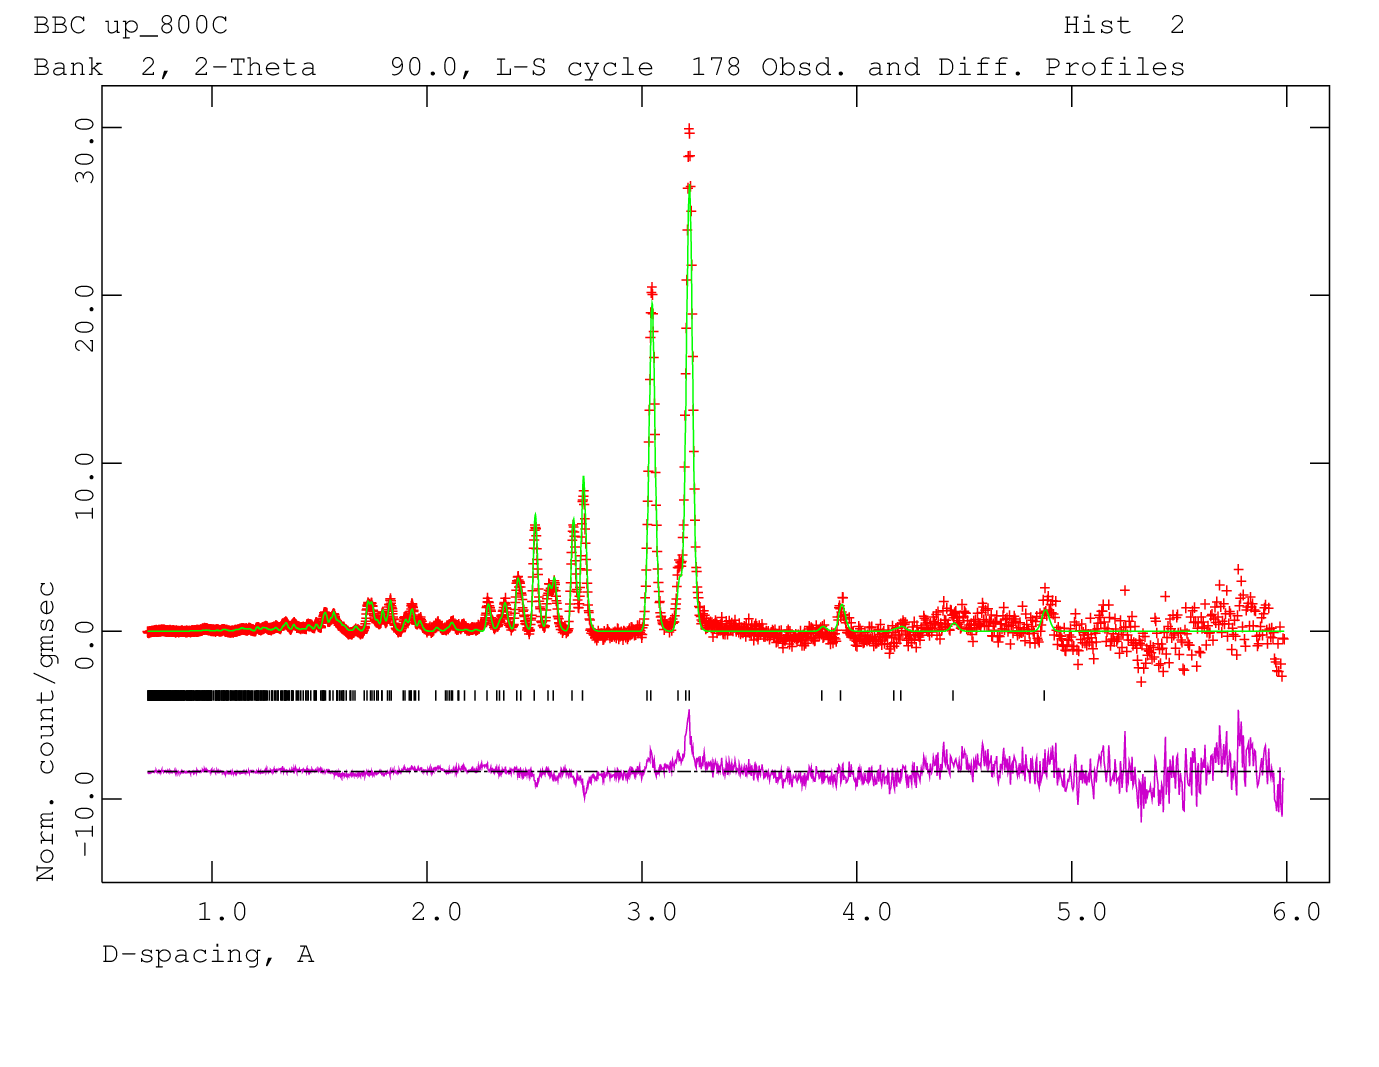 BBC up_800C Hist 2
Bank 2, 2-Theta 90.0, L-S cycle 178 Obsd. and Diff. Profiles
30.0
20.0
10.0
0.0
-10.0
Norm. count/gmsec
1.0 2.0 3.0 4.0 5.0 6.0
D-spacing, A